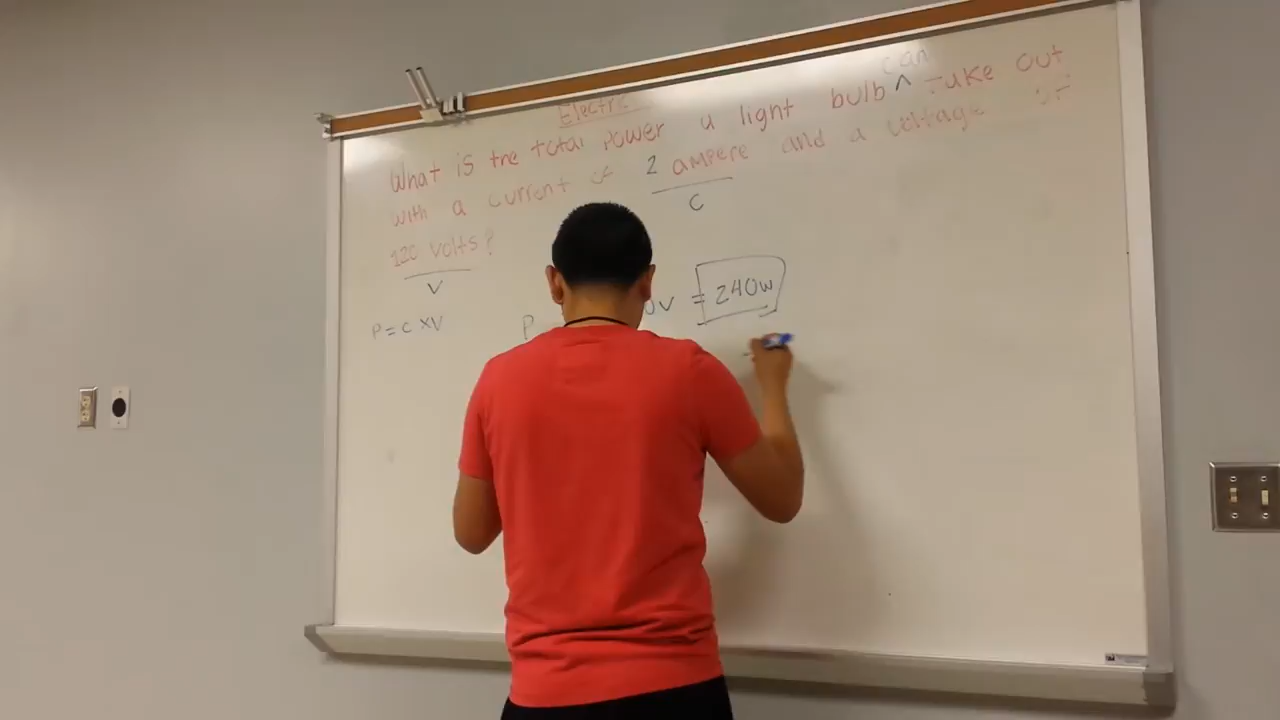 Electric
can
What is the total Power a light bulb ^ Take out
with a current of 2 ampere and a voltage of
120 volts?
C
V
P = C X V
P 0V = 240w